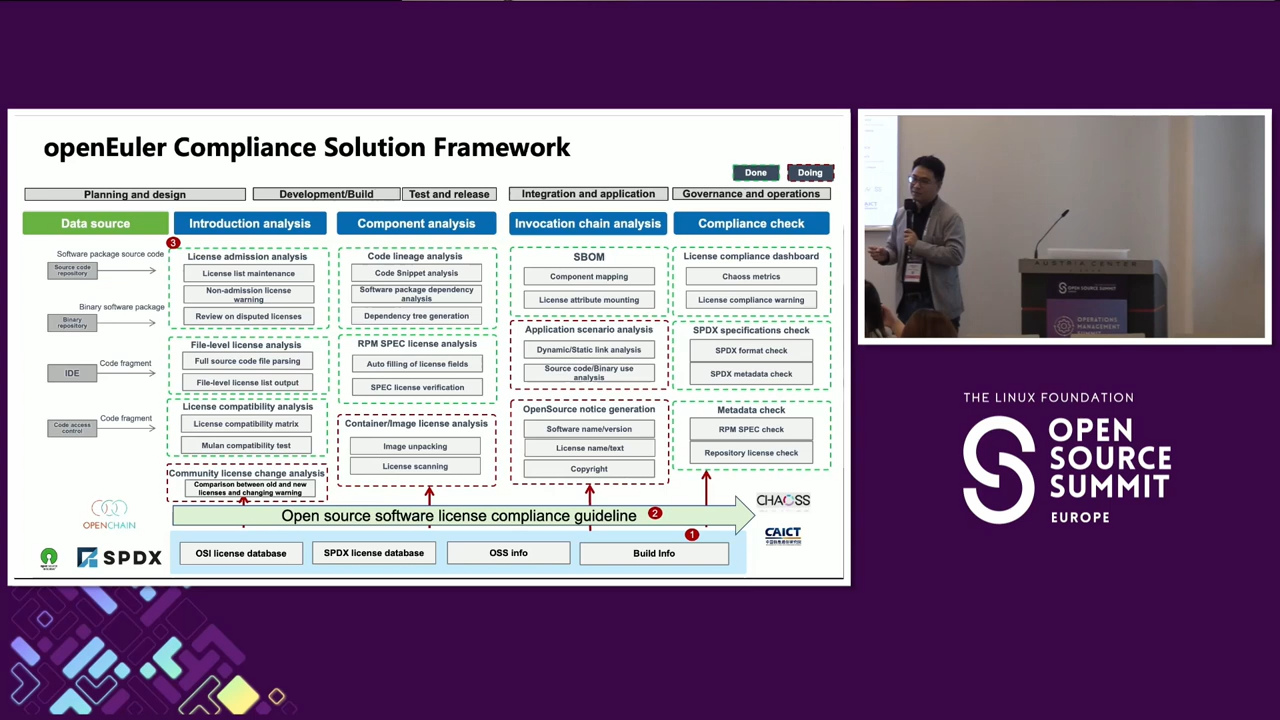 openEuler Compliance Solution Framework
Done
Doing
Planning and design
Development/Build
Test and release
Integration and application
Governance and operations
Data source
Introduction analysis
Component analysis
Invocation chain analysis
Compliance check
Software package source code
Source code
repository
Binary software package
Binary
repository
Code fragment
IDE
Code fragment
Code access
control
3
License admission analysis
License list maintenance
Non-admission license
warning
Review on disputed licenses
File-level license analysis
Full source code file parsing
File-level license list output
License compatibility analysis
License compatibility matrix
Mulan compatibility test
Community license change analysis
Comparison between old and new
licenses and changing warning
Code lineage analysis
Code Snippet analysis
Software package dependency
analysis
Dependency tree generation
RPM SPEC license analysis
Auto filling of license fields
SPEC license verification
Container/Image license analysis
Image unpacking
License scanning
SBOM
Component mapping
License attribute mounting
Application scenario analysis
Dynamic/Static link analysis
Source code/Binary use
analysis
OpenSource notice generation
Software name/version
License name/text
Copyright
License compliance dashboard
Chaoss metrics
License compliance warning
SPDX specifications check
SPDX format check
SPDX metadata check
Metadata check
RPM SPEC check
Repository license check
Open source software license compliance guideline
2
1
OSI license database
SPDX license database
OSS info
Build Info
OPENCHAIN
SPDX
CHAOSS
CAICT
AUSTRIA CENTER
OPEN SOURCE SUMMIT
OPERATIONS
MANAGEMENT
SUMMIT
THE LINUX FOUNDATION
OPEN
SOURCE
SUMMIT
EUROPE